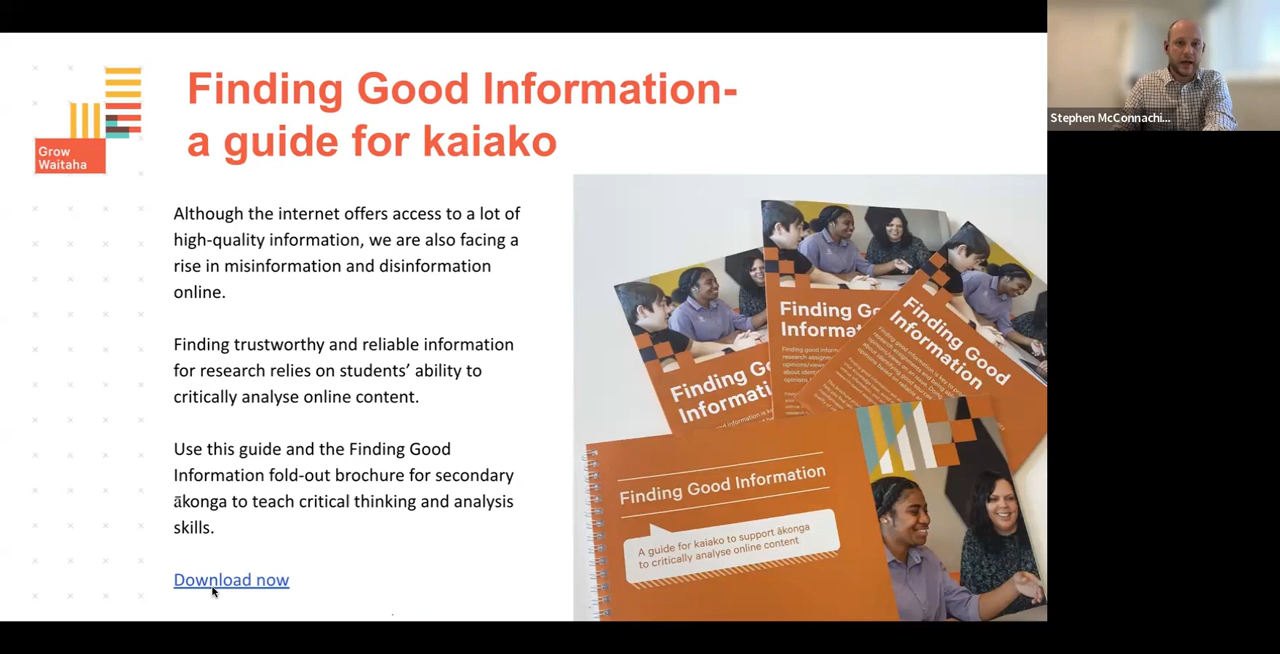 Finding Good Information-
a guide for kaiako
Grow
Waitaha
Stephen McConnachi...
Although the internet offers access to a lot of
high-quality information, we are also facing a
rise in misinformation and disinformation
online.
Finding trustworthy and reliable information
for research relies on students’ ability to
critically analyse online content.
Use this guide and the Finding Good
Information fold-out brochure for secondary
ākonga to teach critical thinking and analysis
skills.
Download now
Finding Go
Informati
Finding Go
Informat
Finding Good
Information
Finding Good Information
A guide for kaiako to support ākonga
to critically analyse online content